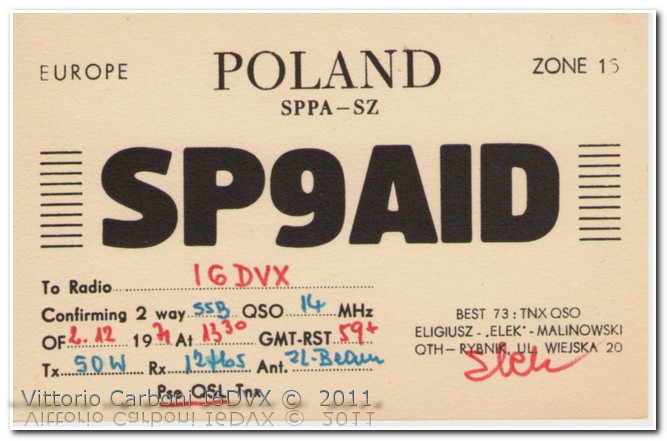 EUROPE POLAND ZONE 15
SPPA-SZ
SP9AID
To Radio I6DVX
Confirming 2 way SSB QSO 14 MHz
OF 2.12 1971 At 1330 GMT-RST 59+
Tx 50W Rx Ant. 3L-Beam
Pse QSL Tnx
BEST 73 : TNX QSO
ELIGIUSZ - „ELEK" - MALINOWSKI
QTH - RYBNIK, UL. WIEJSKA 20
Elek
Vittorio Carboni I6DVX © 2011